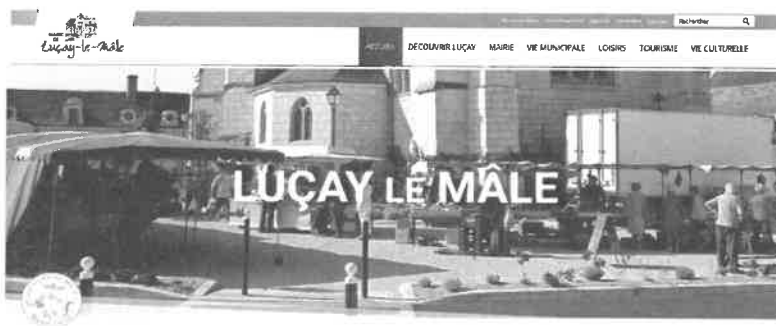 Rechercher
Luçay-le-Mâle
ACCUEIL DÉCOUVRIR LUÇAY MAIRIE VIE MUNICIPALE LOISIRS TOURISME VIE CULTURELLE
LUÇAY LE MÂLE